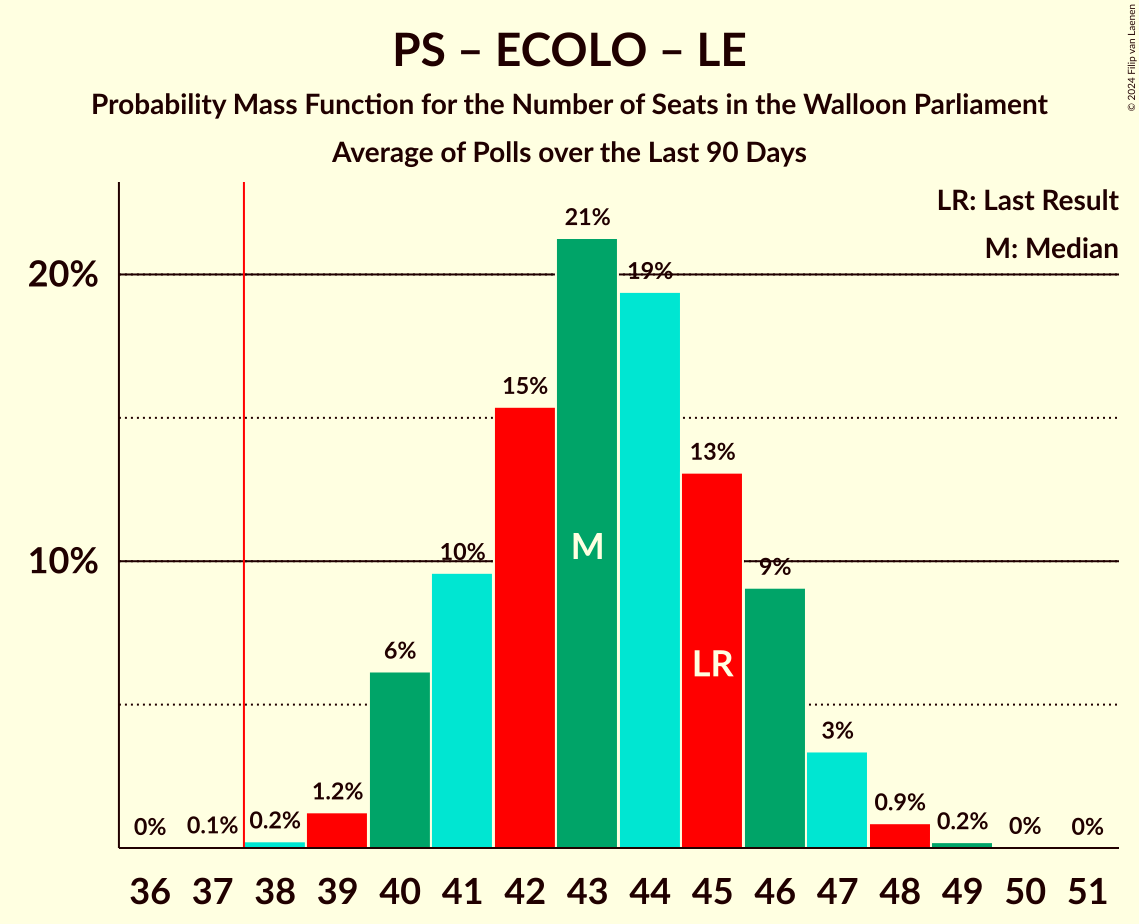 PS – ECOLO – LE
Probability Mass Function for the Number of Seats in the Walloon Parliament
Average of Polls over the Last 90 Days
© 2024 Filip van Laenen
LR: Last Result
M: Median
20%
10%
0%
0.1%
0.2%
1.2%
6%
10%
15%
21%
19%
13%
9%
3%
0.9%
0.2%
0%
0%
M
LR
36 37 38 39 40 41 42 43 44 45 46 47 48 49 50 51